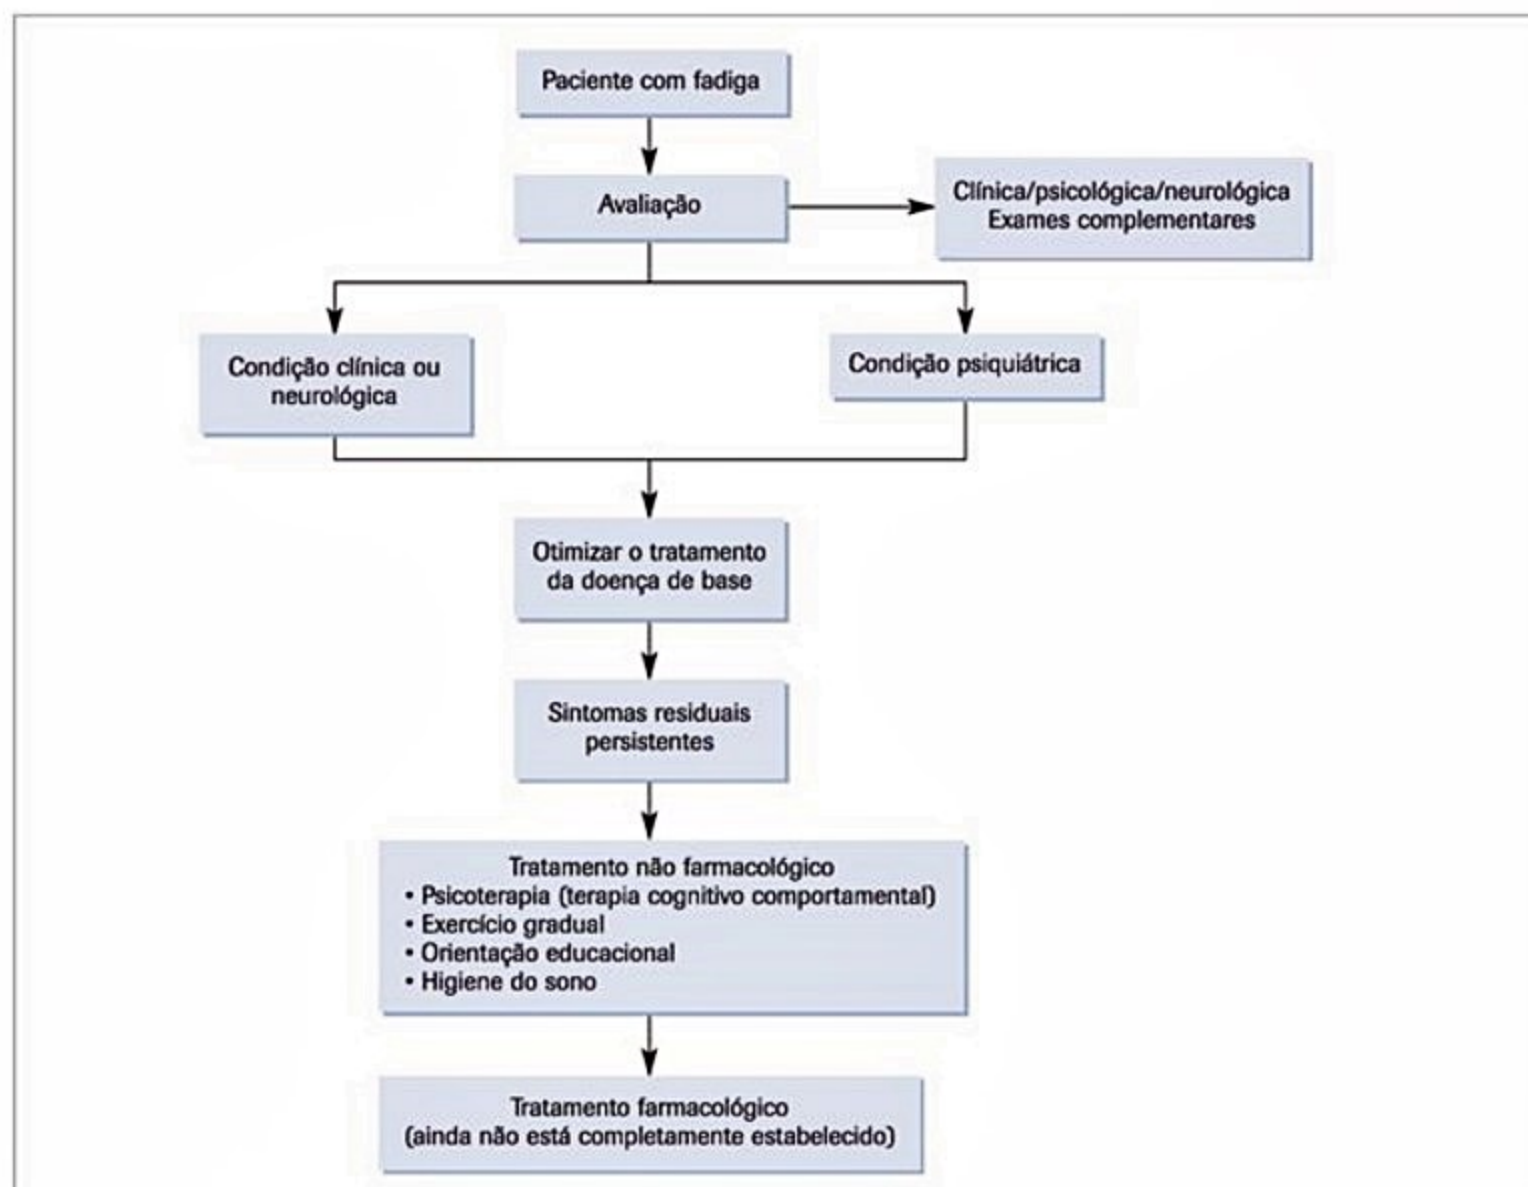 Paciente com fadiga
Avaliação
Clínica/psicológica/neurológica
Exames complementares
Condição clínica ou
neurológica
Condição psiquiátrica
Otimizar o tratamento
da doença de base
Sintomas residuais
persistentes
Tratamento não farmacológico
• Psicoterapia (terapia cognitivo comportamental)
• Exercício gradual
• Orientação educacional
• Higiene do sono
Tratamento farmacológico
(ainda não está completamente estabelecido)